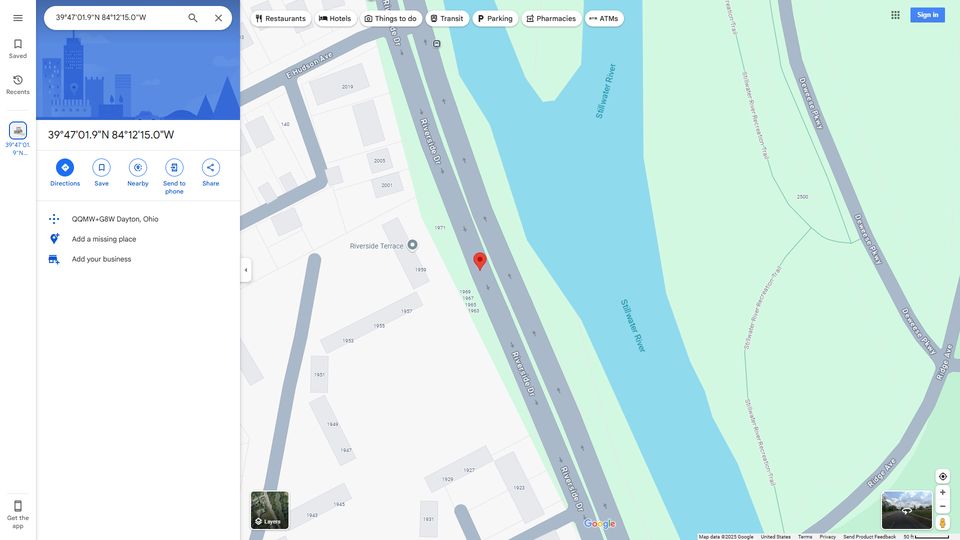 39°47'01.9"N 84°12'15.0"W
Saved
Recents
39°47'01.
9"N...
Get the
app
39°47'01.9"N 84°12'15.0"W
Directions
Save
Nearby
Send to
phone
Share
QQMW+G8W Dayton, Ohio
Add a missing place
Add your business
Restaurants
Hotels
Things to do
Transit
Parking
Pharmacies
ATMs
Sign in
Riverside Dr
E Hudson Ave
2019
140
2005
2001
Riverside Dr
1971
Riverside Terrace
1959
1969
1967
1965
1963
1957
1955
1953
1951
1949
1947
1945
1943
1931
1929
1927
1923
Riverside Dr
Riverside Dr
Stillwater River
Stillwater River
Stillwater River Recreation-Trail
Stillwater River Recreation-Trail
Stillwater River Recreation-Trail
Stillwater River Recreation-Trail
2500
Deweese Pkwy
Deweese Pkwy
Deweese Pkwy
Ridge Ave
Ridge Ave
Layers
Google
Map data ©2025 Google
United States
Terms
Privacy
Send Product Feedback
50 ft